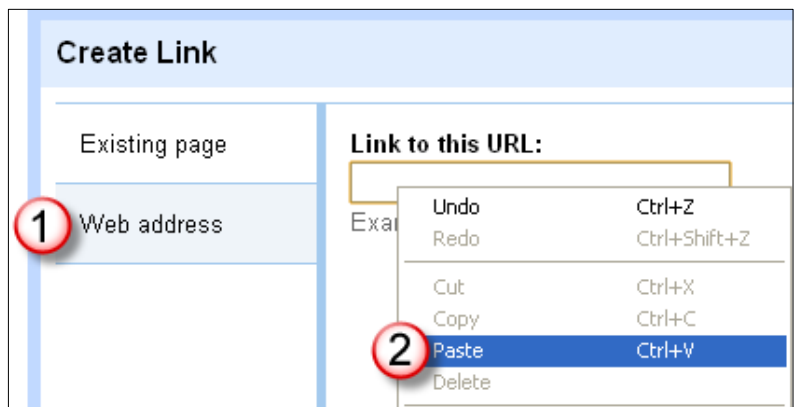 Create Link
Existing page
Link to this URL:
1 Web address
Undo Ctrl+Z
Redo Ctrl+Shift+Z
Cut Ctrl+X
Copy Ctrl+C
2 Paste Ctrl+V
Delete